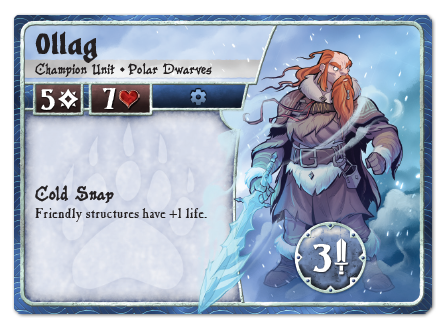 Ollag
Champion Unit • Polar Dwarves
5 7
Cold Snap
Friendly structures have +1 life.
3